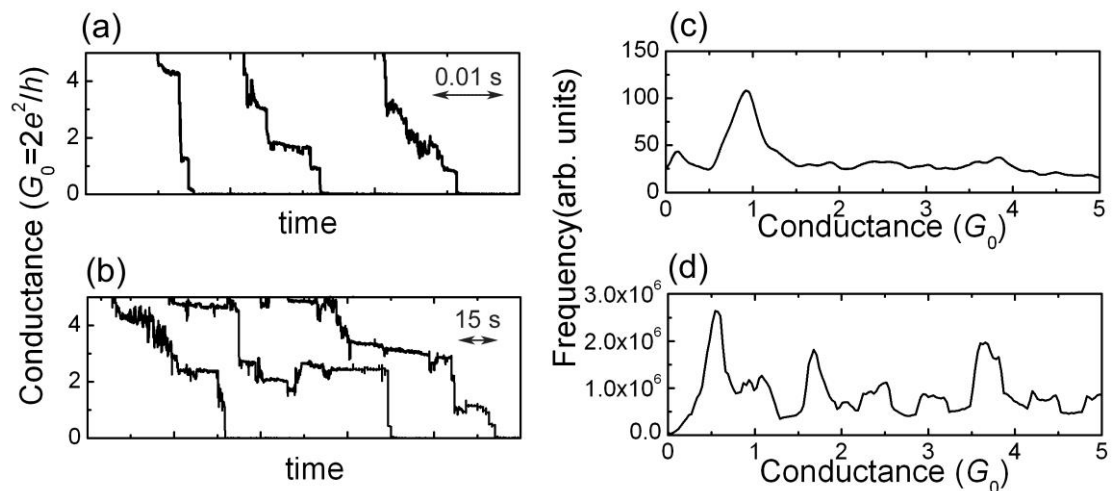 (a)
0.01 s
4
2
0
time
(b)
15 s
4
2
0
time
Conductance (G₀=2e²/h)
(c)
150
100
50
25
0
0 1 2 3 4 5
Conductance (G₀)
(d)
3.0x10⁶
2.0x10⁶
1.0x10⁶
0.0
0 1 2 3 4 5
Conductance (G₀)
Frequency(arb. units)